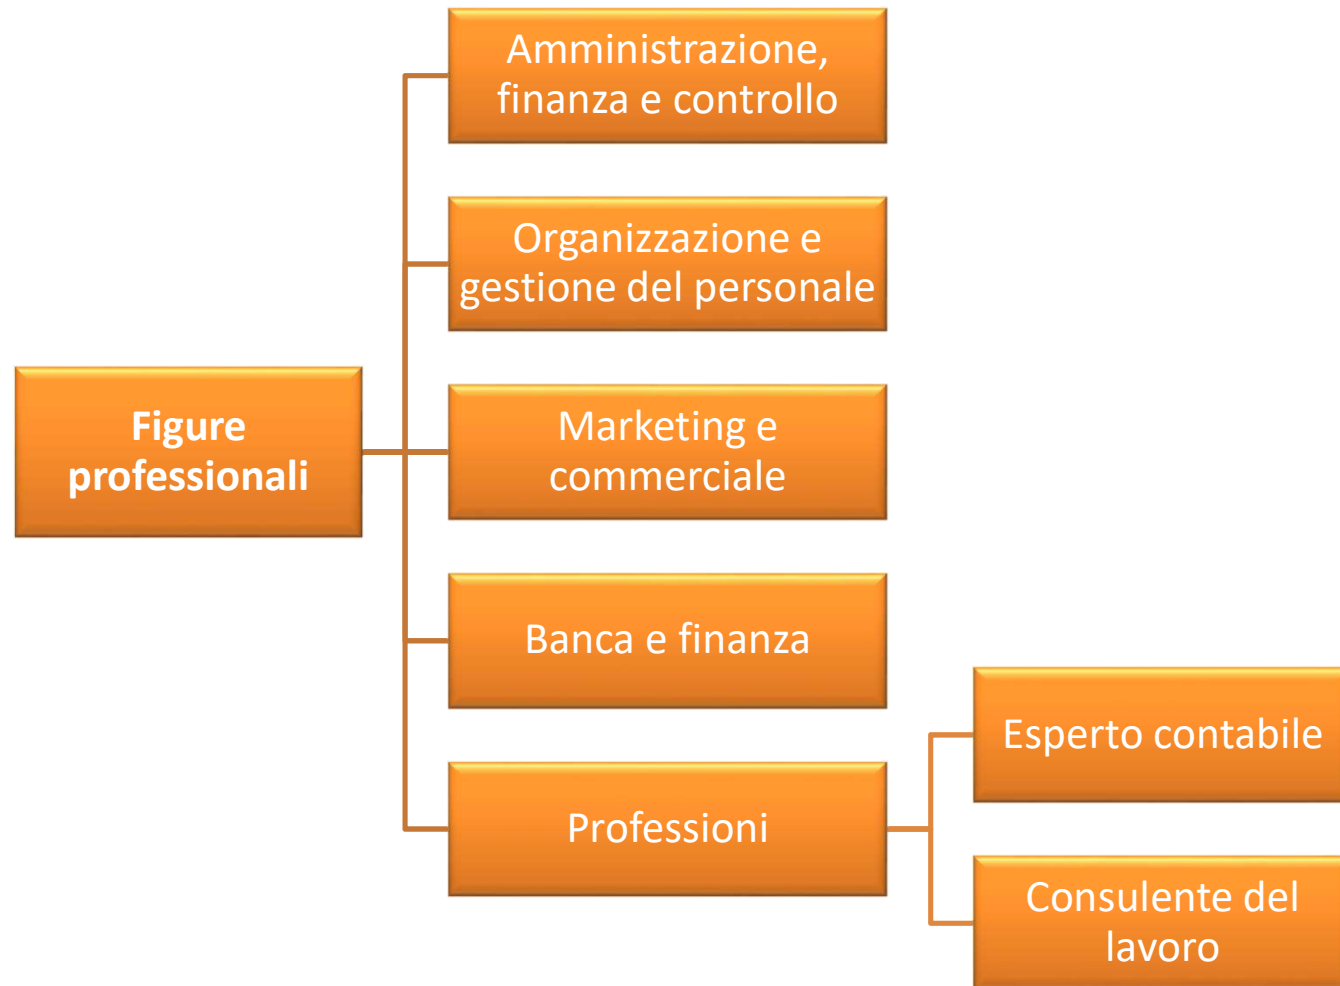 Amministrazione,
finanza e controllo
Organizzazione e
gestione del personale
Figure
professionali
Marketing e
commerciale
Banca e finanza
Esperto contabile
Professioni
Consulente del
lavoro